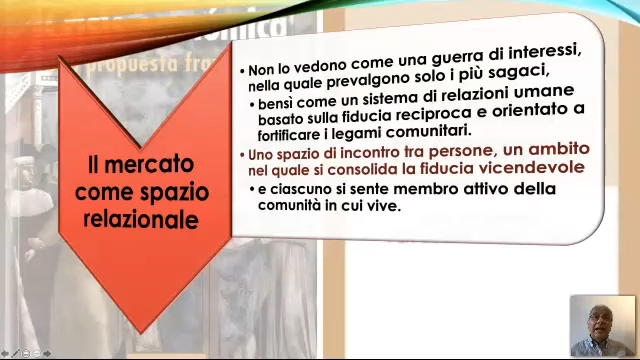 propuesta fra
Il mercato
come spazio
relazionale
• Non lo vedono come una guerra di interessi,
nella quale prevalgono solo i più sagaci,
• bensì come un sistema di relazioni umane
basato sulla fiducia reciproca e orientato a
fortificare i legami comunitari.
• Uno spazio di incontro tra persone, un ambito
nel quale si consolida la fiducia vicendevole
• e ciascuno si sente membro attivo della
comunità in cui vive.